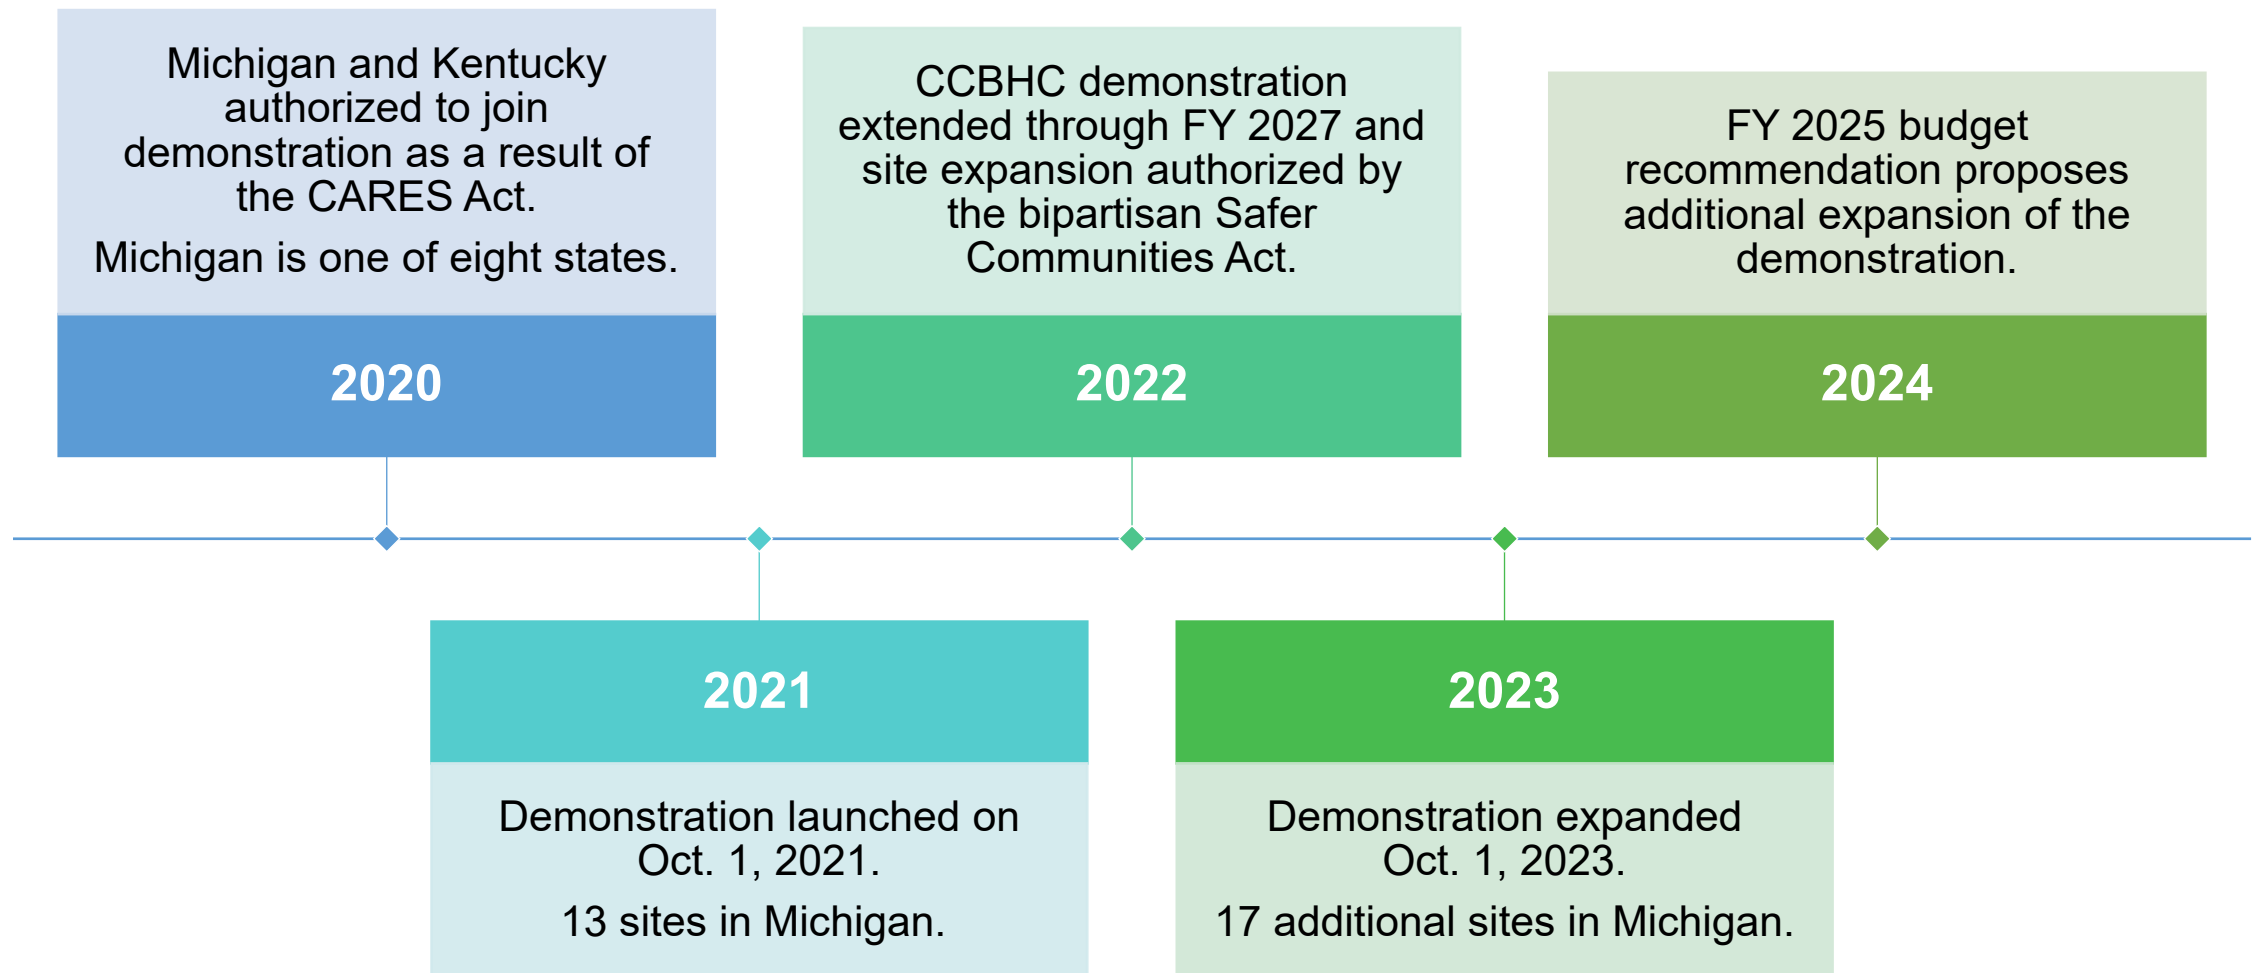 Michigan and Kentucky
authorized to join
demonstration as a result of
the CARES Act.
Michigan is one of eight states.
2020
Demonstration launched on
Oct. 1, 2021.
13 sites in Michigan.
2021
CCBHC demonstration
extended through FY 2027 and
site expansion authorized by
the bipartisan Safer
Communities Act.
2022
2023
Demonstration expanded
Oct. 1, 2023.
17 additional sites in Michigan.
FY 2025 budget
recommendation proposes
additional expansion of the
demonstration.
2024